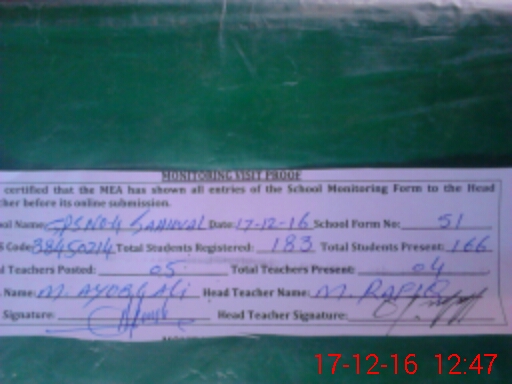 MONITORING VISIT PROOF
certified that the MEA has shown all entries of the School Monitoring Form to the Head
cher before its online submission.
ool Name: GPS NO.4 SAHIWAL Date: 17-12-16 School Form No: 51
S Code: 38450214 Total Students Registered: 183 Total Students Present: 166
d Teachers Posted: 05 Total Teachers Present: 04
Name: M. AYOUB ALI Head Teacher Name: M. RAFIQ
Signature: Head Teacher Signature:
17-12-16 12:47